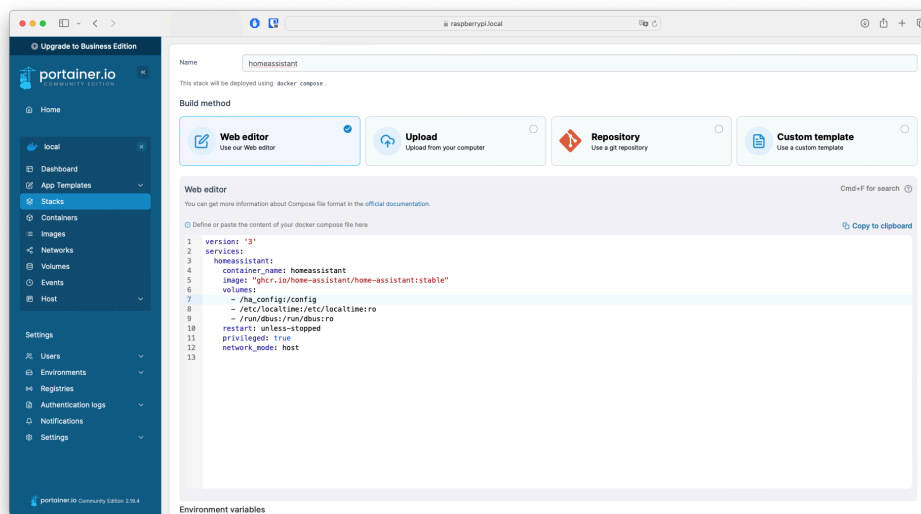 raspberrypi.local
Upgrade to Business Edition
portainer.io
COMMUNITY EDITION
Home
local
Dashboard
App Templates
Stacks
Containers
Images
Networks
Volumes
Events
Host
Settings
Users
Environments
Registries
Authentication logs
Notifications
Settings
portainer.io Community Edition 2.19.4
Name
homeassistant
This stack will be deployed using docker compose.
Build method
Web editor
Use our Web editor
Upload
Upload from your computer
Repository
Use a git repository
Custom template
Use a custom template
Web editor
Cmd+F for search
You can get more information about Compose file format in the official documentation.
Define or paste the content of your docker compose file here
Copy to clipboard
1 version: '3'
2 services:
3   homeassistant:
4     container_name: homeassistant
5     image: "ghcr.io/home-assistant/home-assistant:stable"
6     volumes:
7       - /ha_config:/config
8       - /etc/localtime:/etc/localtime:ro
9       - /run/dbus:/run/dbus:ro
10     restart: unless-stopped
11     privileged: true
12     network_mode: host
13
Environment variables